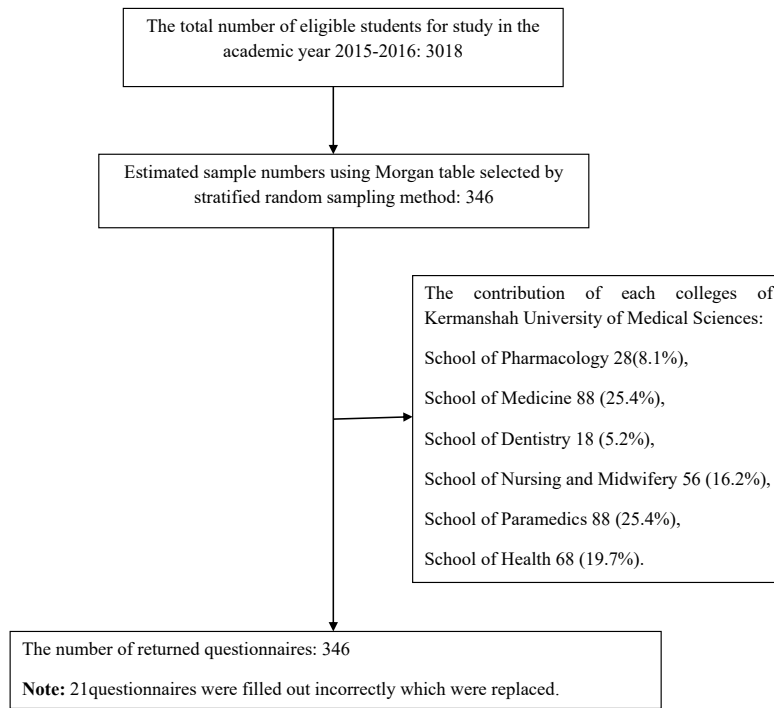 The total number of eligible students for study in the
academic year 2015-2016: 3018
Estimated sample numbers using Morgan table selected by
stratified random sampling method: 346
The contribution of each colleges of
Kermanshah University of Medical Sciences:
School of Pharmacology 28(8.1%),
School of Medicine 88 (25.4%),
School of Dentistry 18 (5.2%),
School of Nursing and Midwifery 56 (16.2%),
School of Paramedics 88 (25.4%),
School of Health 68 (19.7%).
The number of returned questionnaires: 346
Note: 21questionnaires were filled out incorrectly which were replaced.